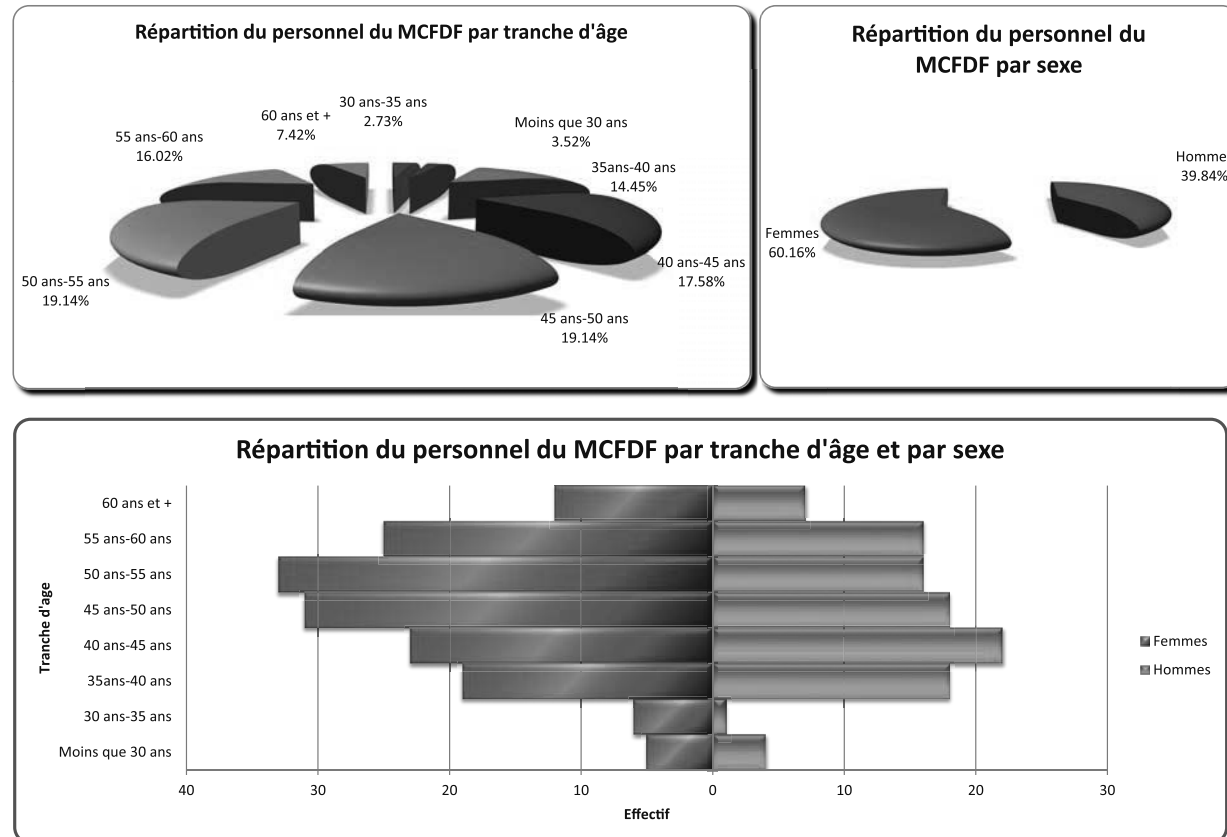 Répartition du personnel du MCFDF par tranche d'âge
30 ans-35 ans
2.73%
60 ans et +
7.42%
Moins que 30 ans
3.52%
55 ans-60 ans
16.02%
35ans-40 ans
14.45%
40 ans-45 ans
17.58%
50 ans-55 ans
19.14%
45 ans-50 ans
19.14%
Répartition du personnel du
MCFDF par sexe
Homme
39.84%
Femmes
60.16%
Répartition du personnel du MCFDF par tranche d'âge et par sexe
Tranche d'age
60 ans et +
55 ans-60 ans
50 ans-55 ans
45 ans-50 ans
40 ans-45 ans
35ans-40 ans
30 ans-35 ans
Moins que 30 ans
40 30 20 10 0 10 20 30
Effectif
Femmes
Hommes